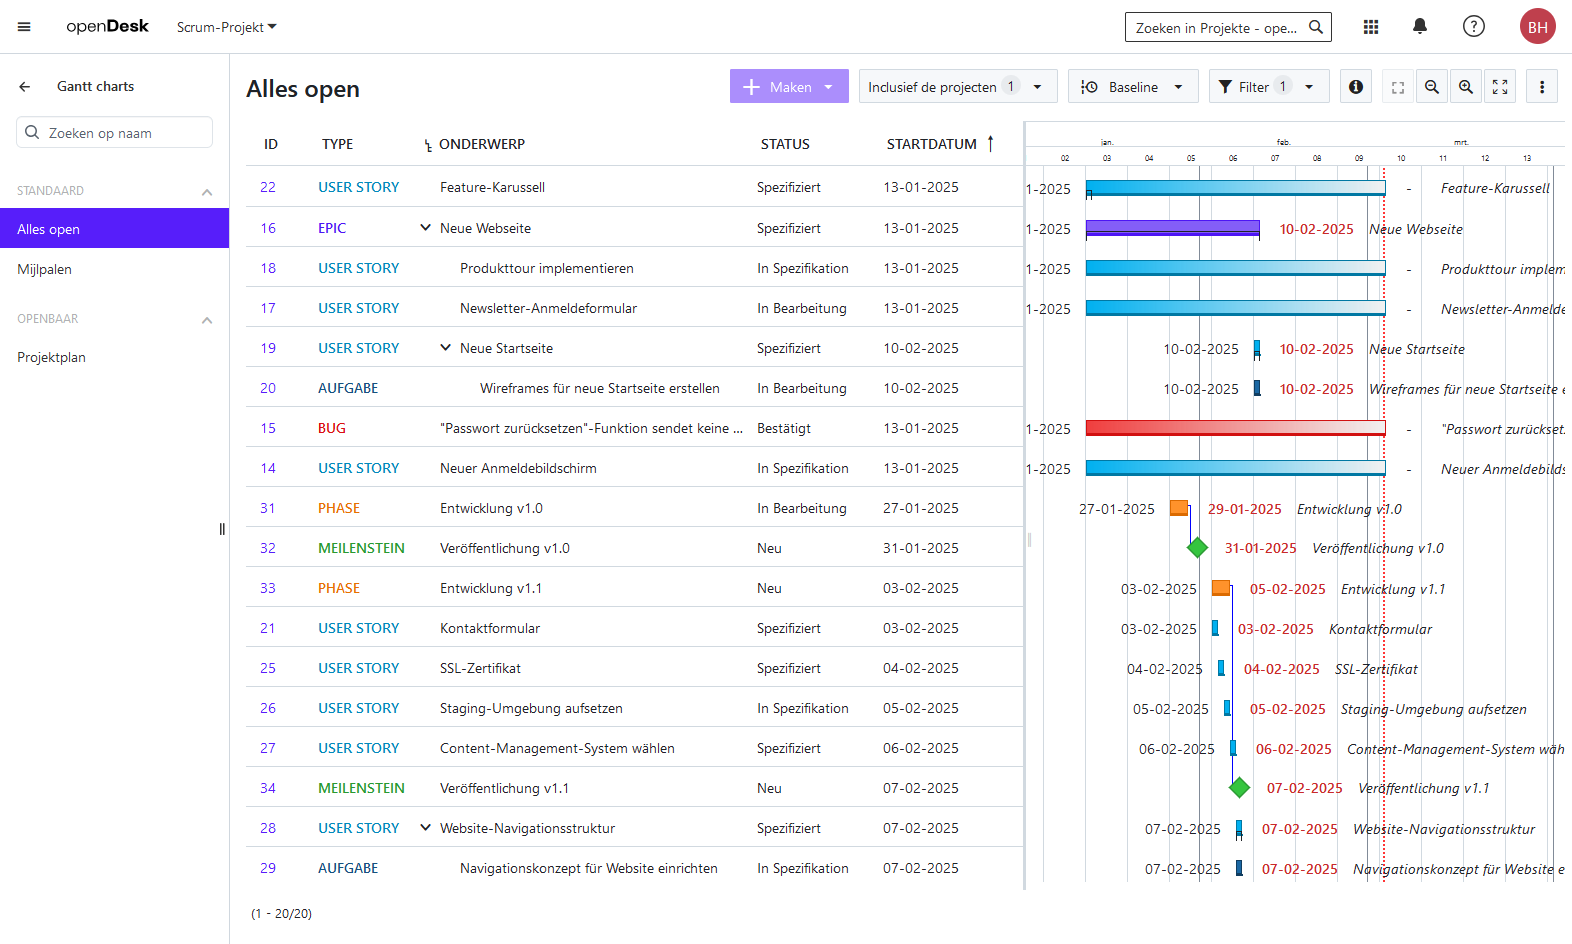 openDesk
Scrum-Projekt
Zoeken in Projekte - ope...
BH
Gantt charts
Zoeken op naam
STANDAARD
Alles open
Mijlpalen
OPENBAAR
Projektplan
Alles open
Maken
Inclusief de projecten 1
Baseline
Filter 1
ID TYPE ONDERWERP STATUS STARTDATUM
jan. feb. mrt.
02 03 04 05 06 07 08 09 10 11 12 13
22 USER STORY Feature-Karussell Spezifiziert 13-01-2025 1-2025 - Feature-Karussell
16 EPIC Neue Webseite Spezifiziert 13-01-2025 1-2025 10-02-2025 Neue Webseite
18 USER STORY Produkttour implementieren In Spezifikation 13-01-2025 1-2025 - Produkttour implem
17 USER STORY Newsletter-Anmeldeformular In Bearbeitung 13-01-2025 1-2025 - Newsletter-Anmelde
19 USER STORY Neue Startseite Spezifiziert 10-02-2025 10-02-2025 10-02-2025 Neue Startseite
20 AUFGABE Wireframes für neue Startseite erstellen In Bearbeitung 10-02-2025 10-02-2025 10-02-2025 Wireframes für neue Startseite e
15 BUG "Passwort zurücksetzen"-Funktion sendet keine ... Bestätigt 13-01-2025 1-2025 - "Passwort zurückset
14 USER STORY Neuer Anmeldebildschirm In Spezifikation 13-01-2025 1-2025 - Neuer Anmeldebilds
31 PHASE Entwicklung v1.0 In Bearbeitung 27-01-2025 27-01-2025 29-01-2025 Entwicklung v1.0
32 MEILENSTEIN Veröffentlichung v1.0 Neu 31-01-2025 31-01-2025 Veröffentlichung v1.0
33 PHASE Entwicklung v1.1 Neu 03-02-2025 03-02-2025 05-02-2025 Entwicklung v1.1
21 USER STORY Kontaktformular Spezifiziert 03-02-2025 03-02-2025 03-02-2025 Kontaktformular
25 USER STORY SSL-Zertifikat Spezifiziert 04-02-2025 04-02-2025 04-02-2025 SSL-Zertifikat
26 USER STORY Staging-Umgebung aufsetzen In Spezifikation 05-02-2025 05-02-2025 05-02-2025 Staging-Umgebung aufsetzen
27 USER STORY Content-Management-System wählen Spezifiziert 06-02-2025 06-02-2025 06-02-2025 Content-Management-System wäh
34 MEILENSTEIN Veröffentlichung v1.1 Neu 07-02-2025 07-02-2025 Veröffentlichung v1.1
28 USER STORY Website-Navigationsstruktur Spezifiziert 07-02-2025 07-02-2025 07-02-2025 Website-Navigationsstruktur
29 AUFGABE Navigationskonzept für Website einrichten In Spezifikation 07-02-2025 07-02-2025 07-02-2025 Navigationskonzept für Website e
(1 - 20/20)